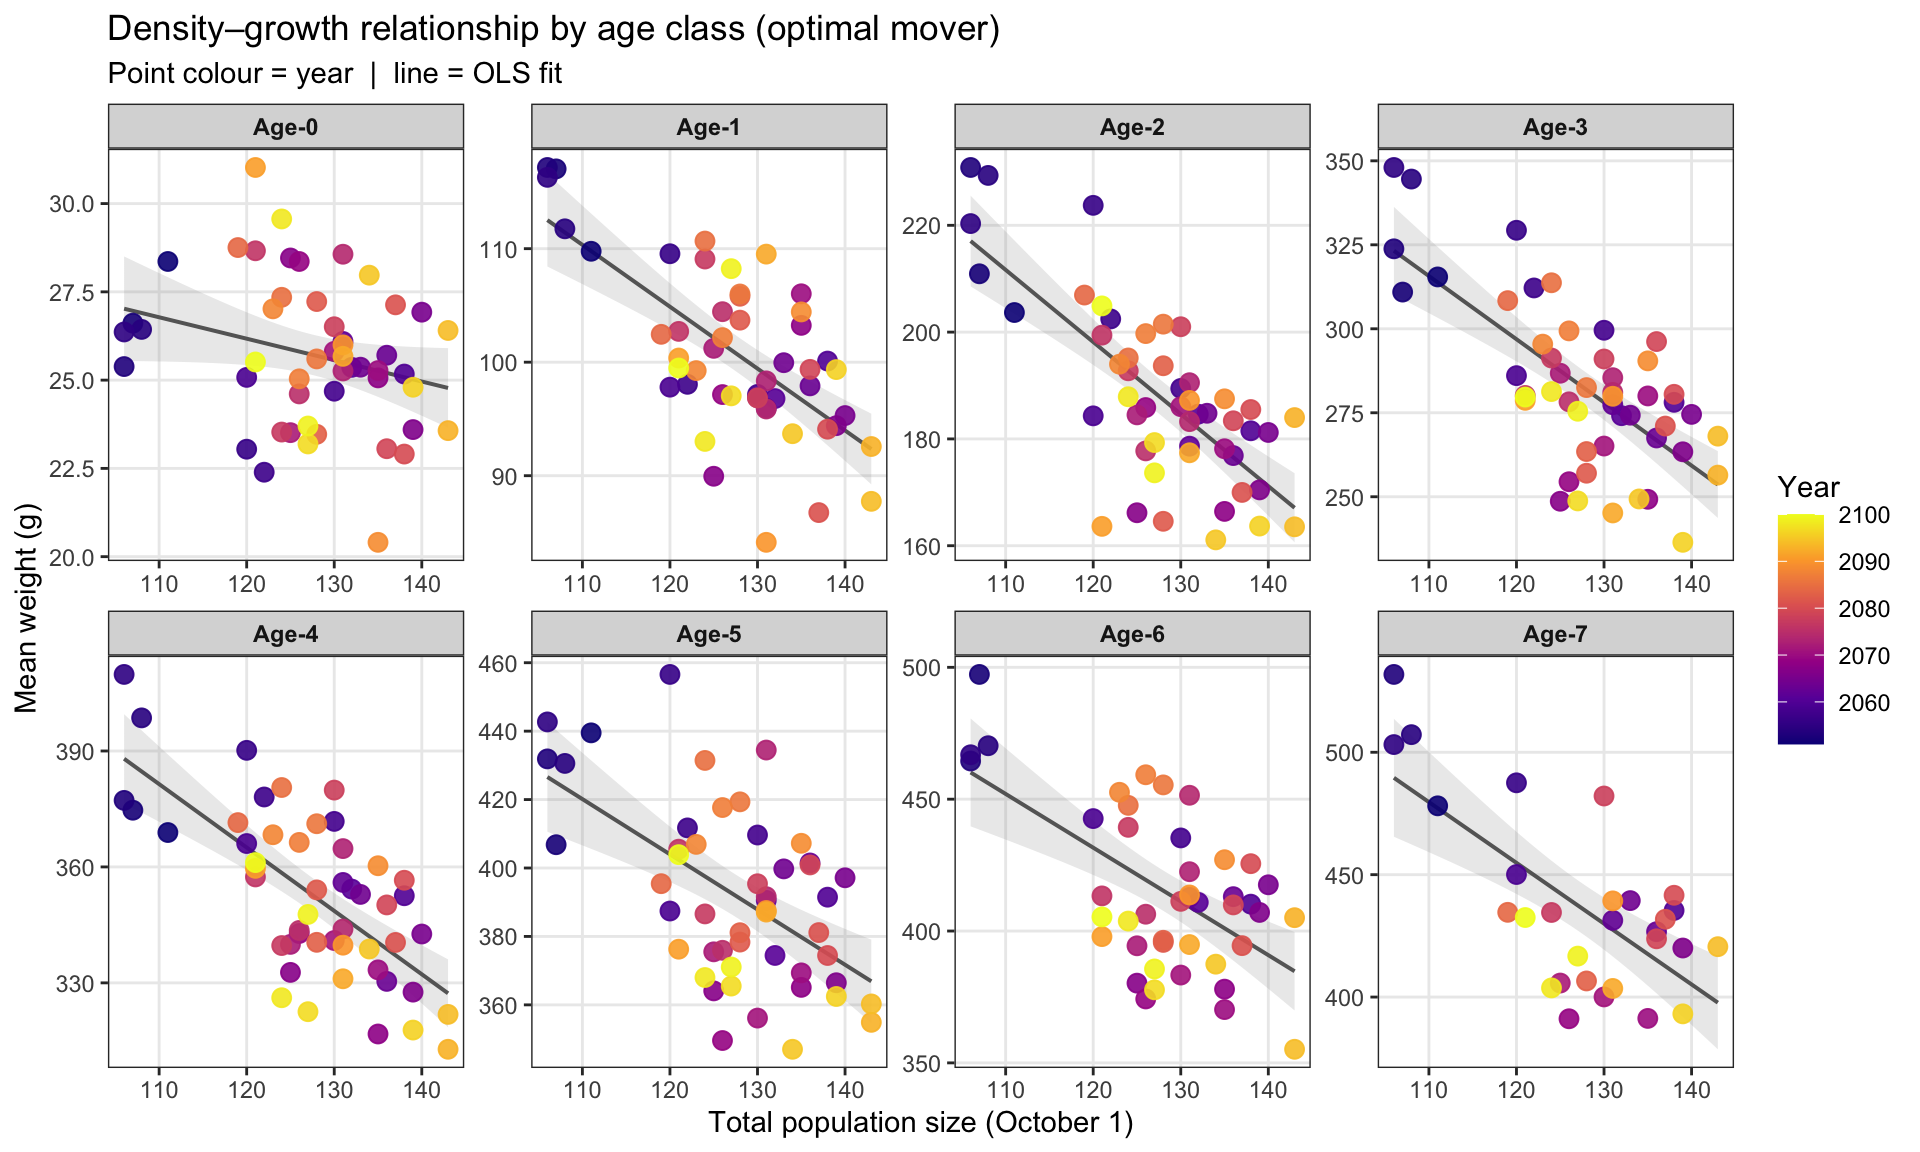 Density–growth relationship by age class (optimal mover)
Point colour = year | line = OLS fit
Age-0
Age-1
Age-2
Age-3
30.0
27.5
25.0
22.5
20.0
110
100
90
220
200
180
160
350
325
300
275
250
110 120 130 140
110 120 130 140
110 120 130 140
110 120 130 140
Mean weight (g)
Age-4
Age-5
Age-6
Age-7
390
360
330
460
440
420
400
380
360
500
450
400
350
500
450
400
110 120 130 140
110 120 130 140
110 120 130 140
110 120 130 140
Total population size (October 1)
Year
2100
2090
2080
2070
2060